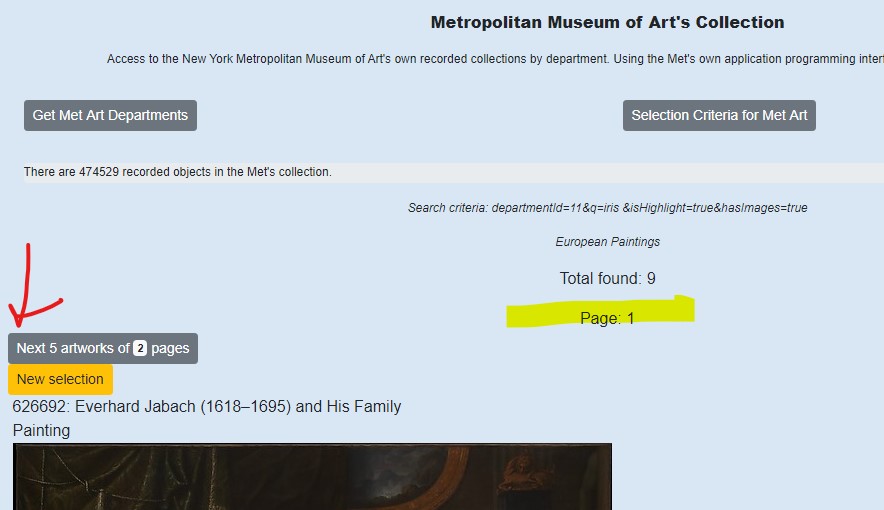 Metropolitan Museum of Art's Collection
Access to the New York Metropolitan Museum of Art's own recorded collections by department. Using the Met's own application programming
Get Met Art Departments
Selection Criteria for Met Art
There are 474529 recorded objects in the Met's collection.
Search criteria: departmentId=11&q=iris &isHighlight=true&hasImages=true
European Paintings
Total found: 9
Page: 1
Next 5 artworks of 2 pages
New selection
626692: Everhard Jabach (1618–1695) and His Family
Painting